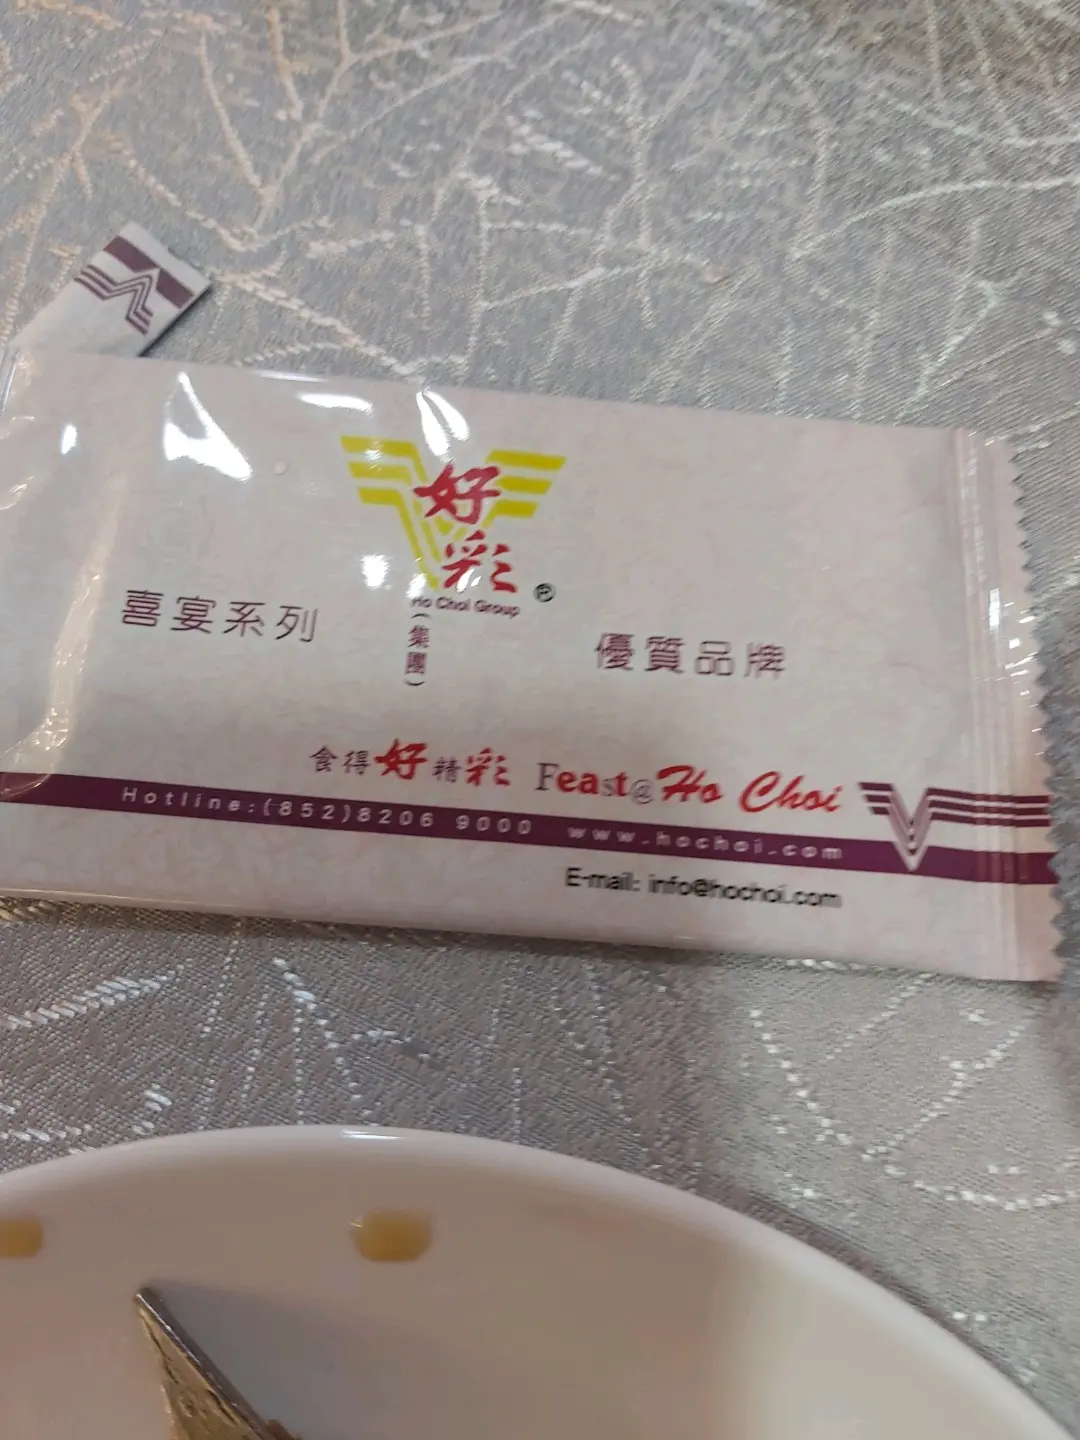 好
彩
®
Ho Choi Group
（集團）
喜宴系列
優質品牌
食得好精彩 Feast@Ho Choi
Hotline:(852)8206 9000 www.hochoi.com
E-mail: info@hochoi.com